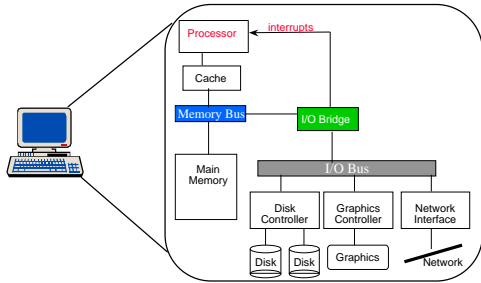 Processor
interrupts
Cache
Memory Bus
I/O Bridge
Main
Memory
I/O Bus
Disk
Controller
Graphics
Controller
Network
Interface
Disk
Disk
Graphics
Network